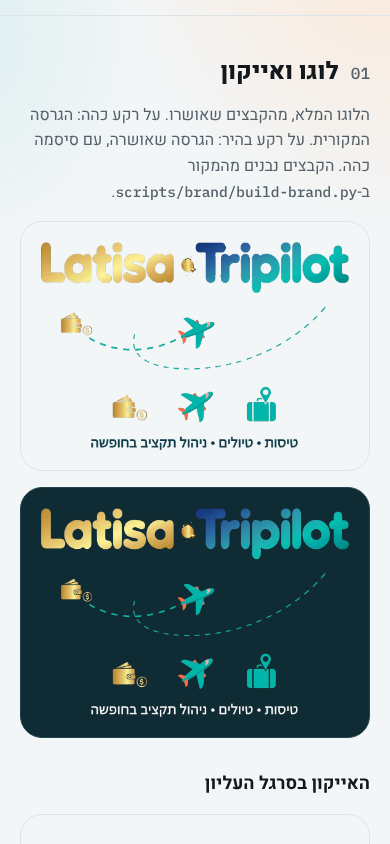 01 לוגו ואייקון
הלוגו המלא, מהקבצים שאושרו. על רקע כהה: הגרסה
המקורית. על רקע בהיר: הגרסה שאושרה, עם סיסמה
כהה. הקבצים נבנים מהמקור
ב-scripts/brand/build-brand.py.
Latisa Tripilot
$
$
טיסות • טיולים • ניהול תקציב בחופשה
Latisa Tripilot
$
$
טיסות • טיולים • ניהול תקציב בחופשה
האייקון בסרגל העליון